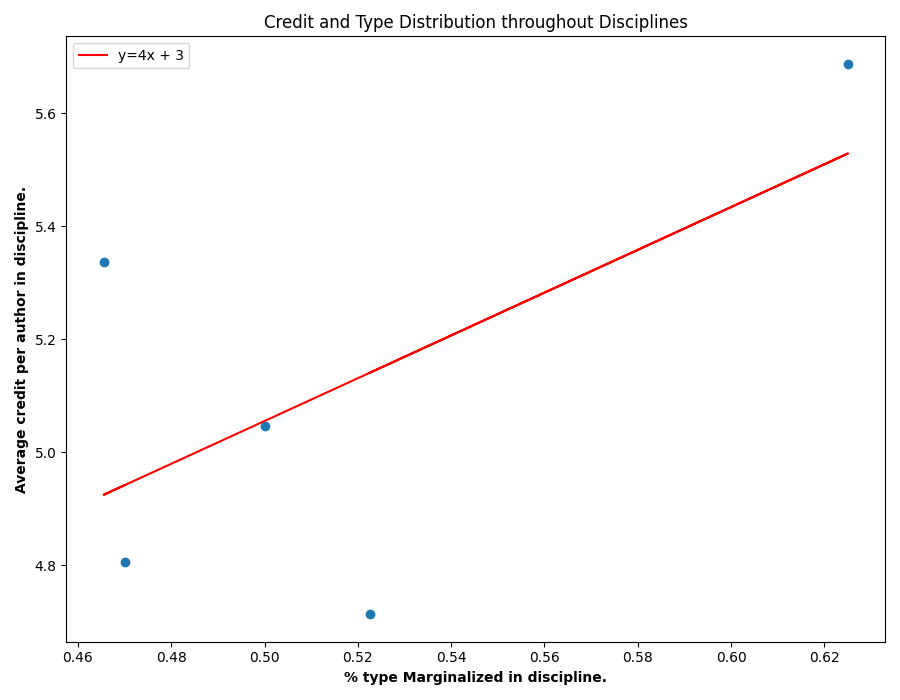 Credit and Type Distribution throughout Disciplines
y=4x + 3
Average credit per author in discipline.
5.6
5.4
5.2
5.0
4.8
0.46 0.48 0.50 0.52 0.54 0.56 0.58 0.60 0.62
% type Marginalized in discipline.